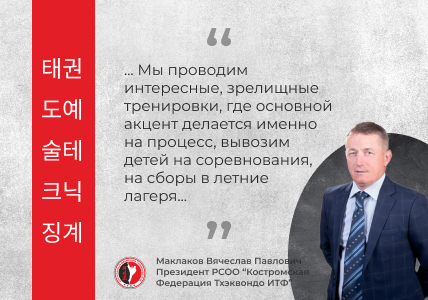 태권
도예
술테
크닉
징계
“
... Мы проводим
интересные, зрелищные
тренировки, где основной
акцент делается именно
на процесс, вывозим
детей на соревнования,
на сборы в летние
лагеря...
”
Маклаков Вячеслав Павлович
Президент РСОО “Костромская
Федерация Тхэквондо ИТФ”